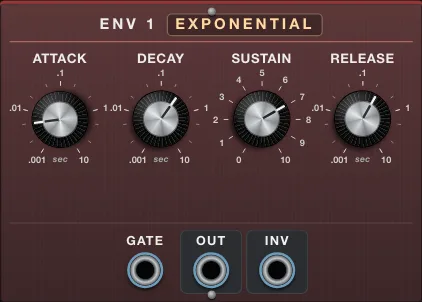 ENV 1 EXPONENTIAL
ATTACK DECAY SUSTAIN RELEASE
.1 .1 5 .1
4 6
3 7
.01 1 .01 1 2 8 .01 1
1 9
.001 sec 10 .001 sec 10 0 10 .001 sec 10
GATE OUT INV